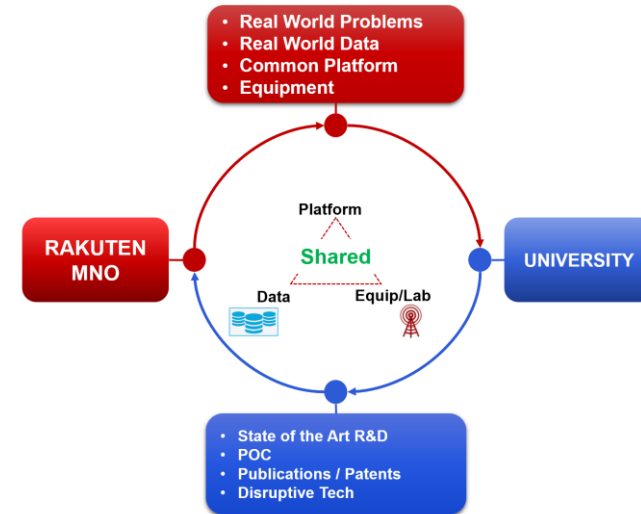 • Real World Problems
• Real World Data
• Common Platform
• Equipment
Platform
RAKUTEN
MNO
Shared
UNIVERSITY
Data
Equip/Lab
• State of the Art R&D
• POC
• Publications / Patents
• Disruptive Tech